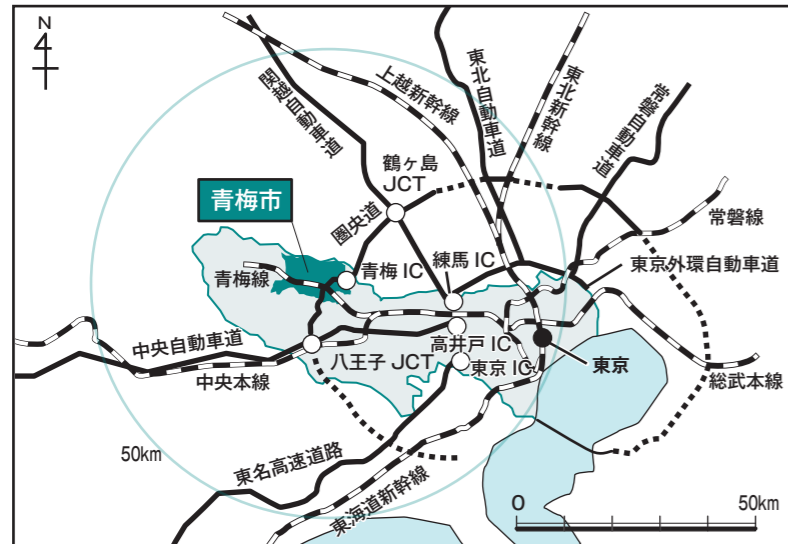 N
関越自動車道
上越新幹線
東北自動車道
東北新幹線
常磐自動車道
鶴ヶ島
JCT
青梅市
圏央道
常磐線
練馬 IC
青梅 IC
東京外環自動車道
青梅線
中央自動車道
高井戸 IC
八王子 JCT
東京 IC
東京
中央本線
総武本線
50km
東名高速道路
東海道新幹線
0
50km